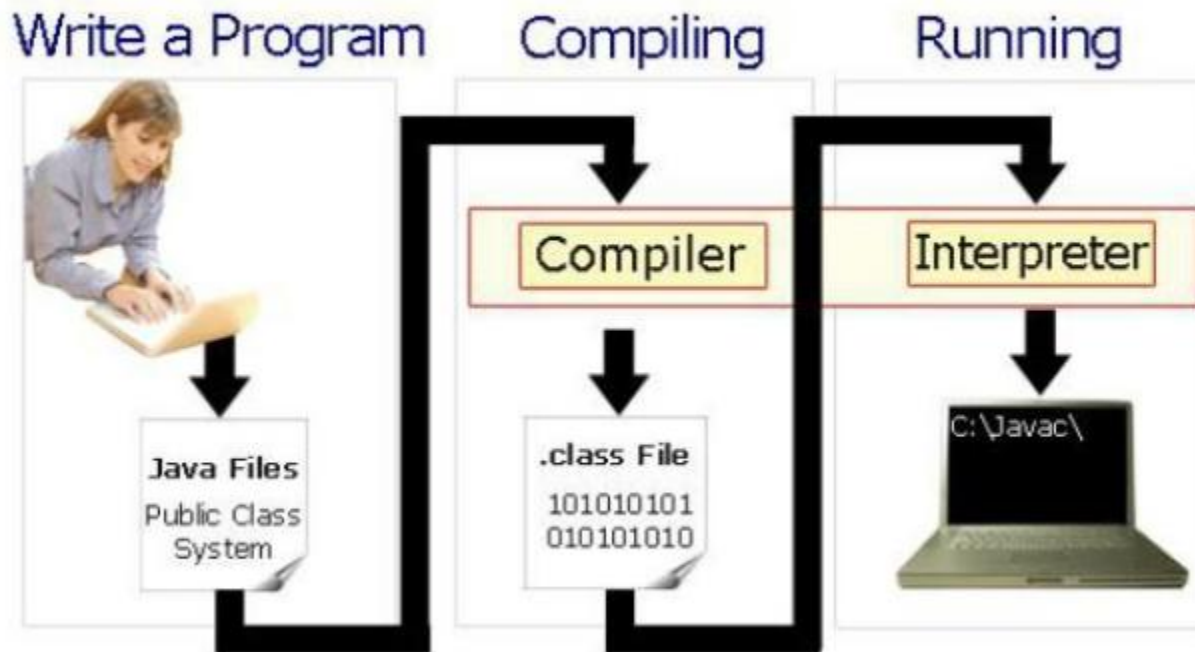 Write a Program
Compiling
Running
Java Files
Public Class
System
Compiler
.class File
101010101
010101010
Interpreter
C:\Javac\